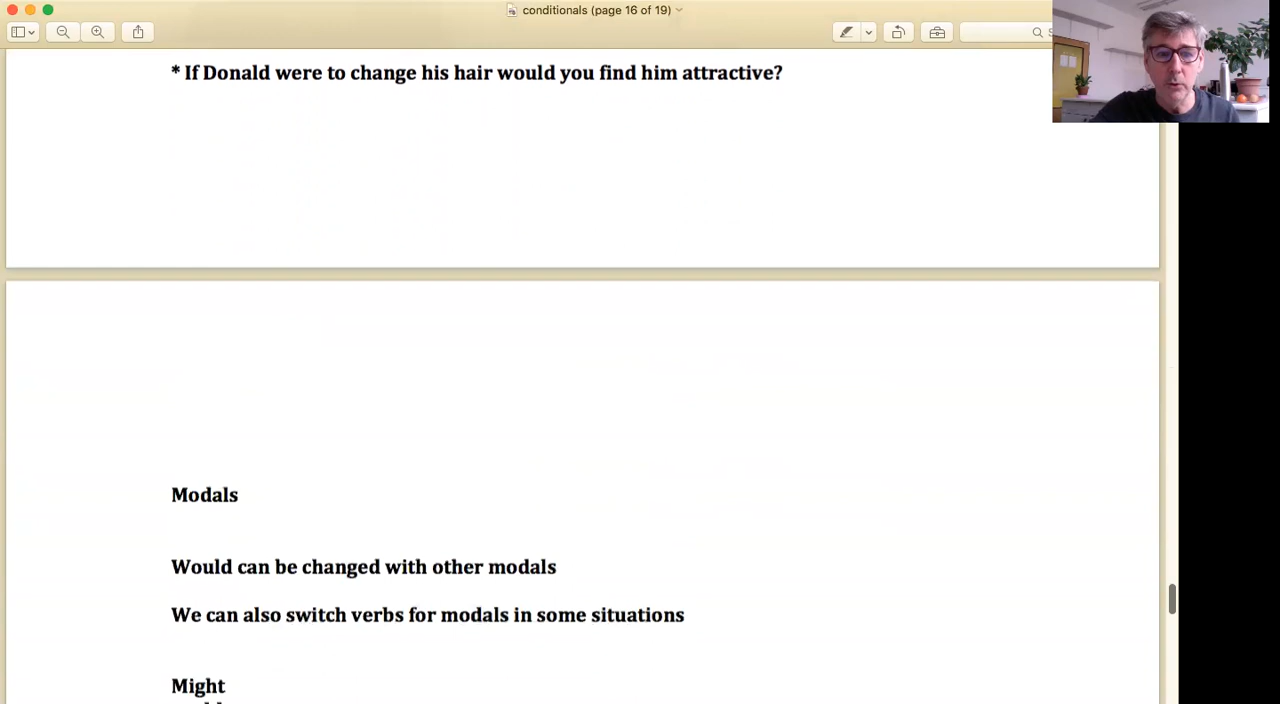 conditionals (page 16 of 19)
* If Donald were to change his hair would you find him attractive?
Modals
Would can be changed with other modals
We can also switch verbs for modals in some situations
Might